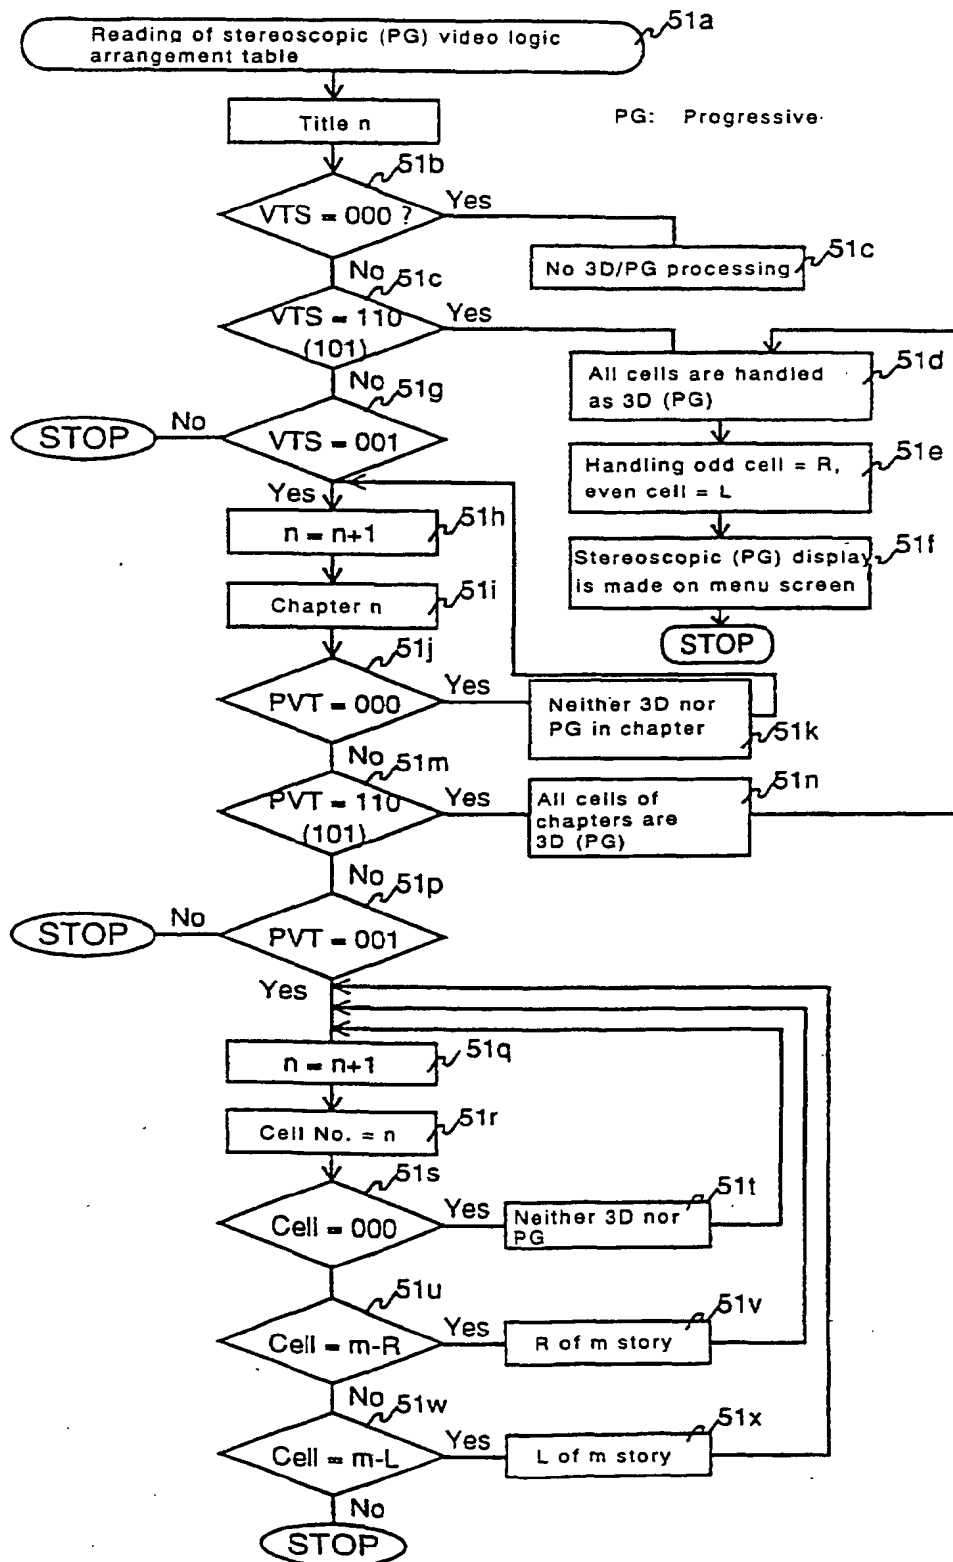 51a
Reading of stereoscopic (PG) video logic
arrangement table
Title n
PG: Progressive
51b
VTS = 000 ?
Yes
51c
No 3D/PG processing
No
51c
VTS = 110
(101)
Yes
51d
All cells are handled
as 3D (PG)
No
51g
STOP
No
VTS = 001
51e
Handling odd cell = R,
even cell = L
Yes
51h
n = n+1
51f
Stereoscopic (PG) display
is made on menu screen
51i
Chapter n
STOP
51j
PVT = 000
Yes
Neither 3D nor
PG in chapter
51k
No
51m
PVT = 110
(101)
Yes
51n
All cells of
chapters are
3D (PG)
No
51p
STOP
No
PVT = 001
Yes
51q
n = n+1
51r
Cell No. = n
51s
Cell = 000
Yes
51t
Neither 3D nor
PG
51u
Cell = m-R
Yes
51v
R of m story
No
51w
Cell = m-L
Yes
51x
L of m story
No
STOP